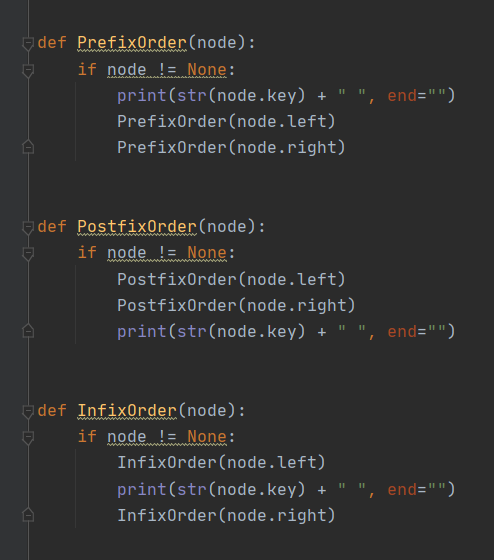 def PrefixOrder(node):
    if node != None:
        print(str(node.key) + " ", end="")
        PrefixOrder(node.left)
        PrefixOrder(node.right)
def PostfixOrder(node):
    if node != None:
        PostfixOrder(node.left)
        PostfixOrder(node.right)
        print(str(node.key) + " ", end="")
def InfixOrder(node):
    if node != None:
        InfixOrder(node.left)
        print(str(node.key) + " ", end="")
        InfixOrder(node.right)